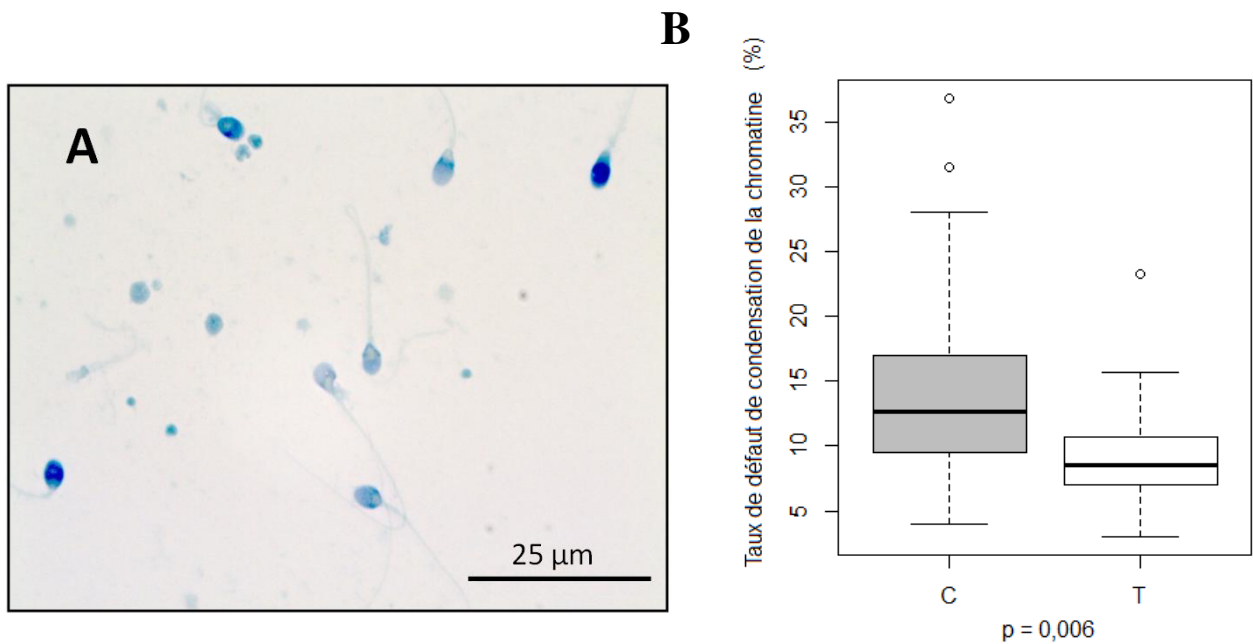 A
25 µm
B
Taux de défaut de condensation de la chromatine (%)
35
30
25
20
15
10
5
C T
p = 0,006